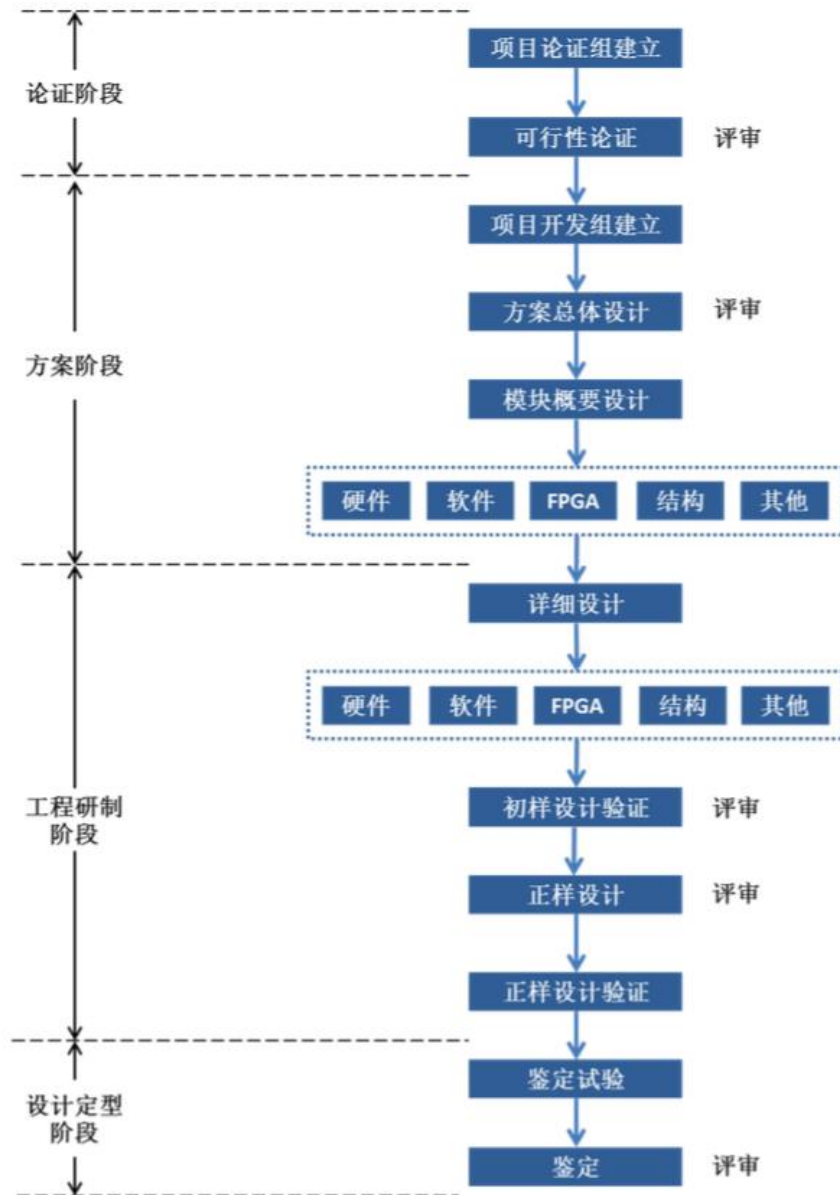 项目论证组建立
论证阶段
可行性论证 评审
项目开发组建立
方案总体设计 评审
方案阶段
模块概要设计
硬件 软件 FPGA 结构 其他
详细设计
硬件 软件 FPGA 结构 其他
工程研制
阶段
初样设计验证 评审
正样设计 评审
正样设计验证
鉴定试验
设计定型
阶段
鉴定 评审